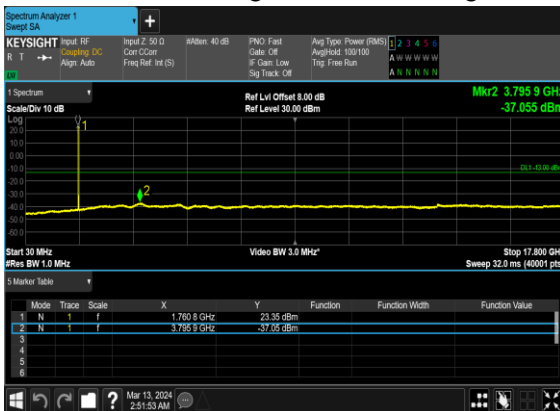 Spectrum Analyzer 1
Swept SA
KEYSIGHT Input: RF Input Z: 50 Ω #Atten: 40 dB PNO: Fast Avg Type: Power (RMS) 1 2 3 4 5 6
R T Coupling: DC Corr CCorr Gate: Off Avg|Hold: 100/100 A W W W W W
Align: Auto Freq Ref: Int (S) IF Gain: Low Trig: Free Run
LV Sig Track: Off A N N N N N
1 Spectrum Ref Lvl Offset 8.00 dB Mkr2 3.795 9 GHz
Scale/Div 10 dB Ref Level 30.00 dBm -37.055 dBm
Log
1
20.0
10.0
0.00
-10.0 DL1 -13.00 dBm
-20.0
-30.0 2
-40.0
-50.0
-60.0
Start 30 MHz Video BW 3.0 MHz* Stop 17.800 GH
#Res BW 1.0 MHz Sweep 32.0 ms (40001 pts
5 Marker Table
Mode Trace Scale X Y Function Function Width Function Value
1 N 1 f 1.760 8 GHz 23.35 dBm
2 N 1 f 3.795 9 GHz -37.05 dBm
3
4
5
6
? Mar 13, 2024
2:51:53 AM